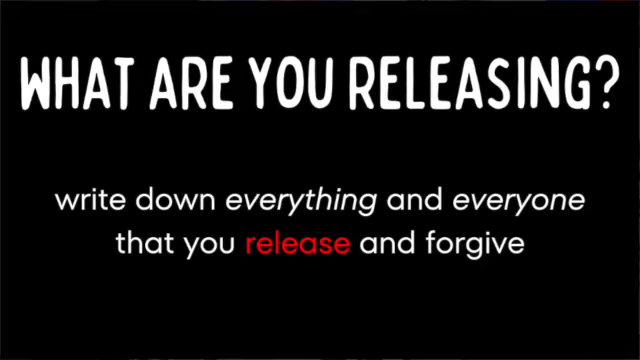 WHAT ARE YOU RELEASING?
write down everything and everyone
that you release and forgive